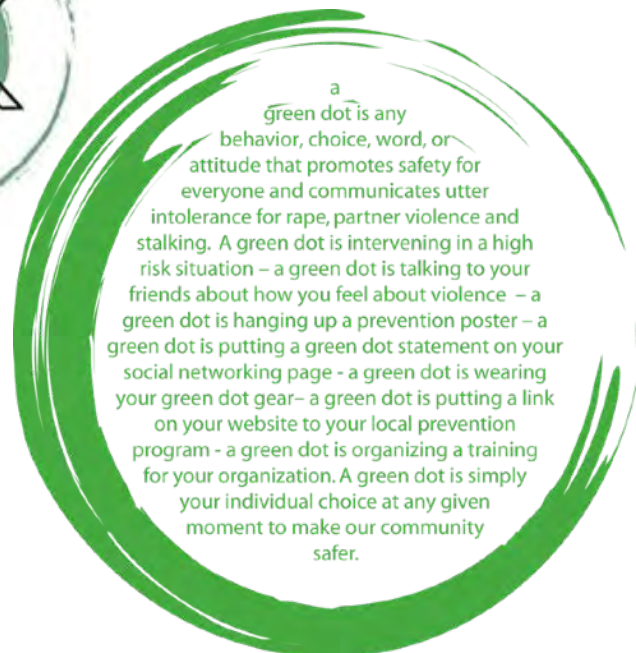 a
green dot is any
behavior, choice, word, or
attitude that promotes safety for
everyone and communicates utter
intolerance for rape, partner violence and
stalking.  A green dot is intervening in a high
risk situation – a green dot is talking to your
friends about how you feel about violence  – a
green dot is hanging up a prevention poster – a
green dot is putting a green dot statement on your
social networking page - a green dot is wearing
your green dot gear– a green dot is putting a link
on your website to your local prevention
program - a green dot is organizing a training
for your organization. A green dot is simply
your individual choice at any given
moment to make our community
safer.